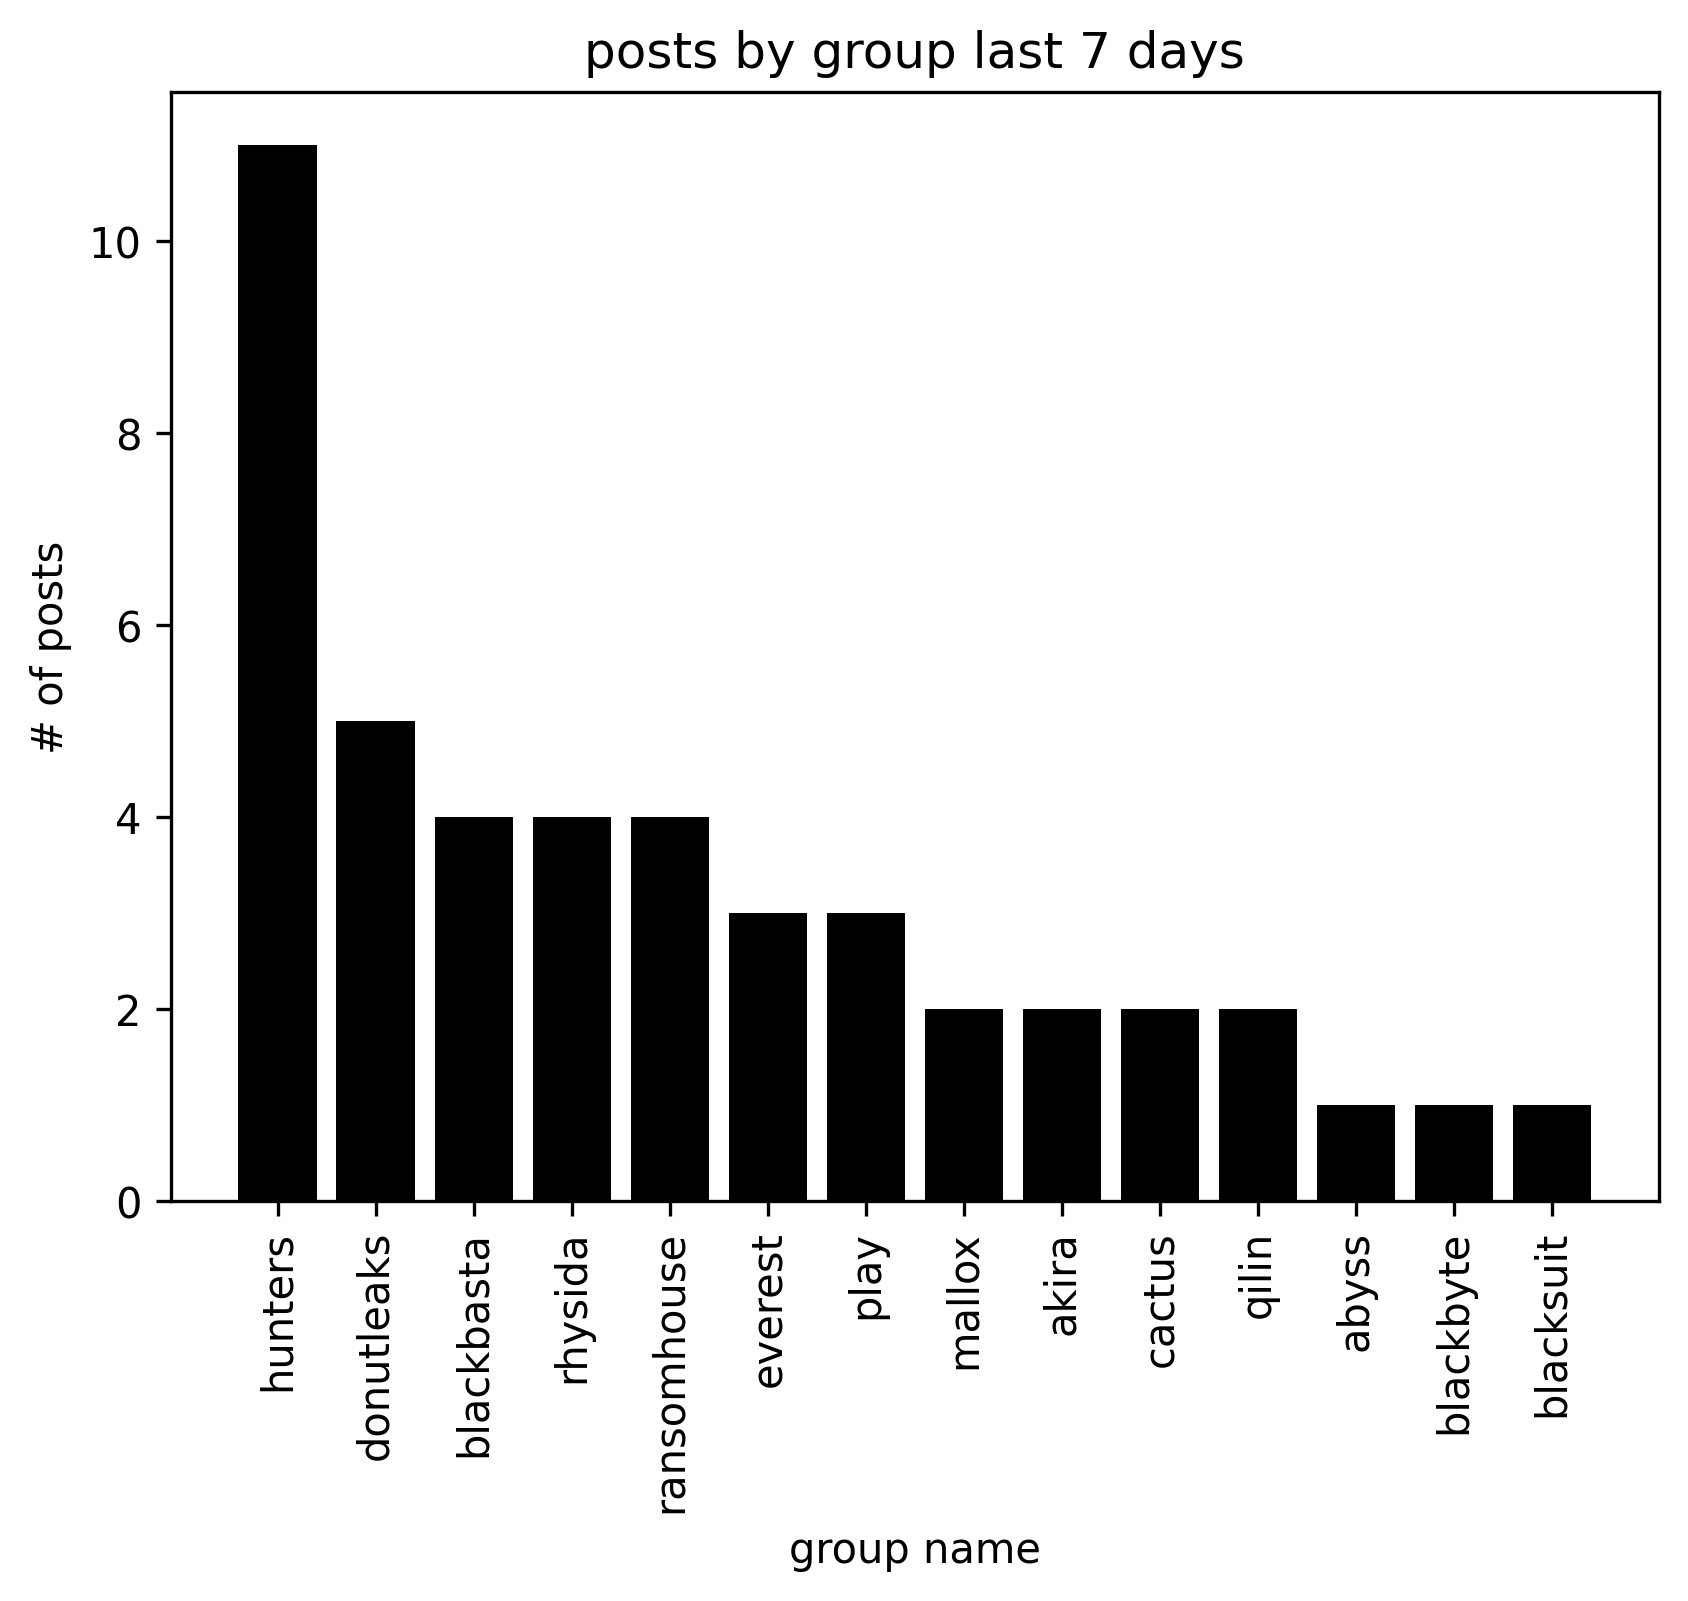 posts by group last 7 days
10
8
6
4
2
0
# of posts
hunters
donutleaks
blackbasta
rhysida
ransomhouse
everest
play
mallox
akira
cactus
qilin
abyss
blackbyte
blacksuit
group name